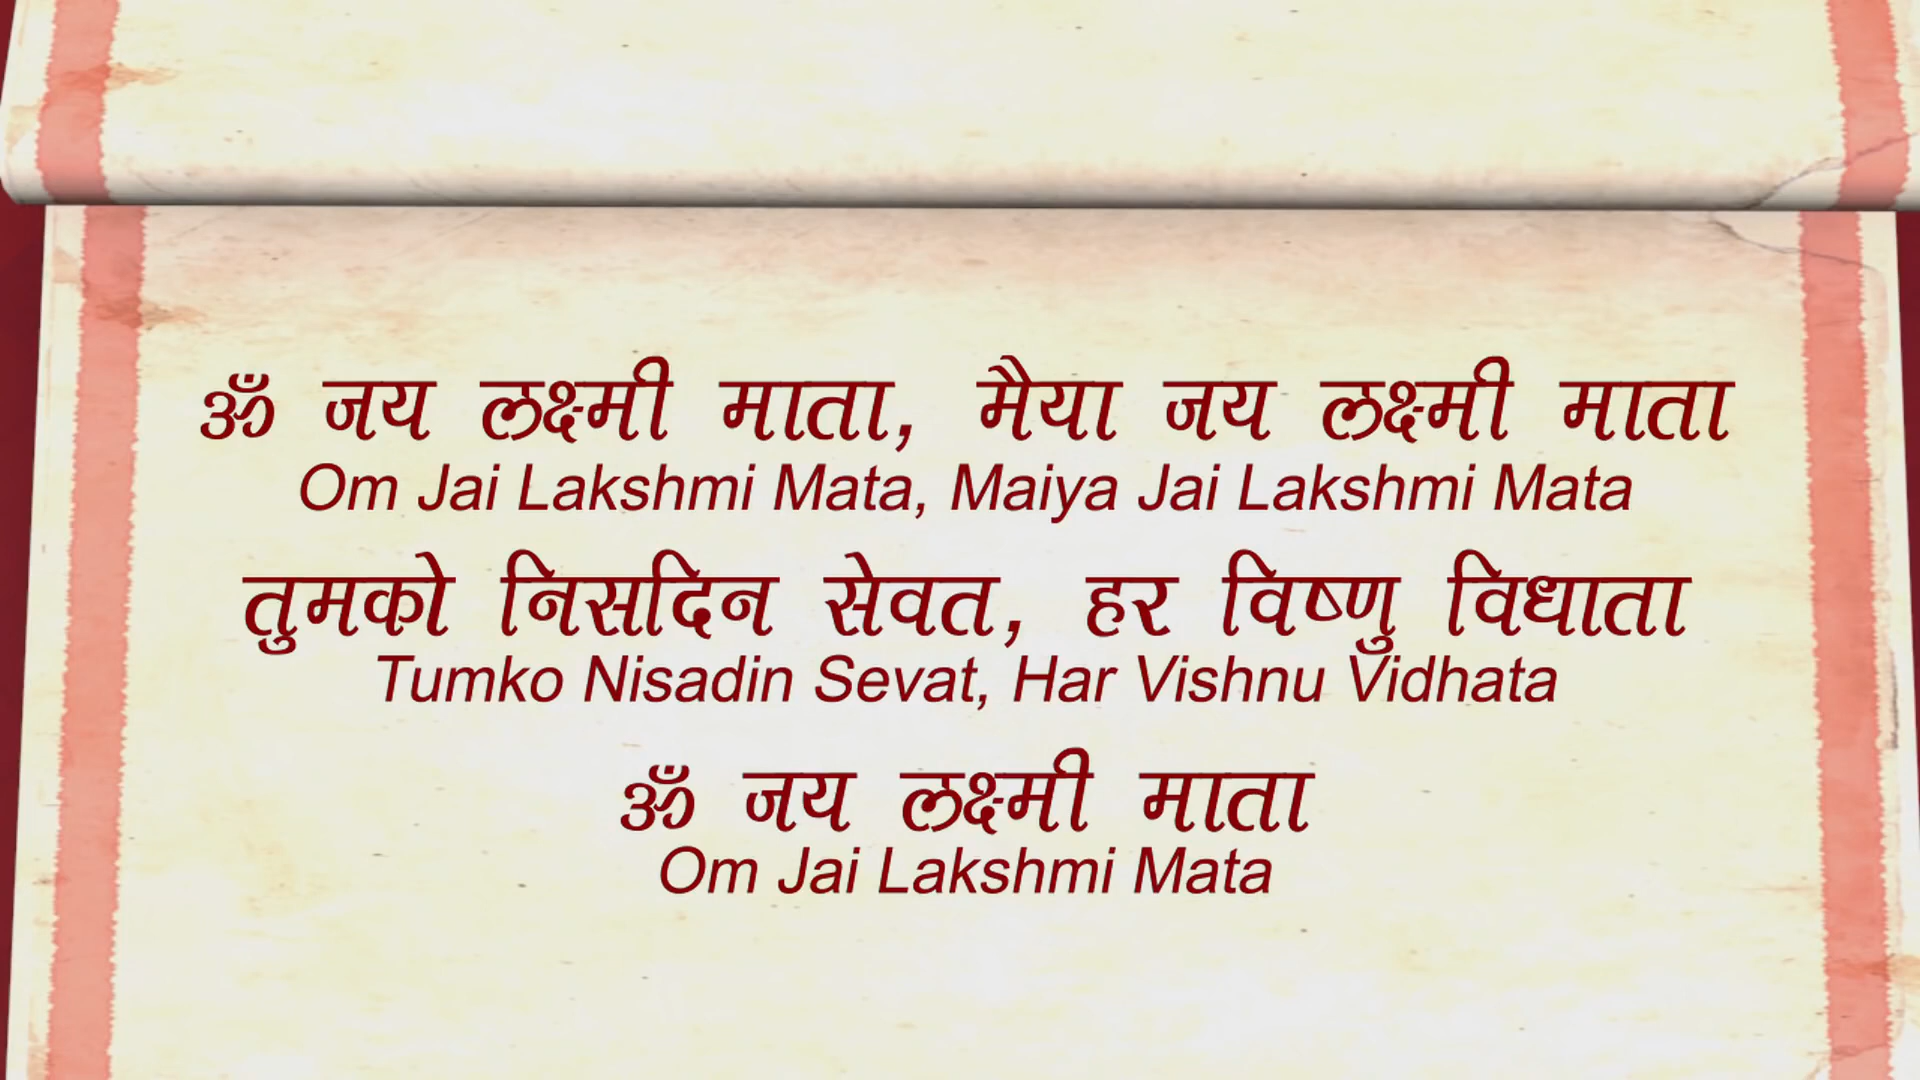 ॐ जय लक्ष्मी माता, मैया जय लक्ष्मी माता
Om Jai Lakshmi Mata, Maiya Jai Lakshmi Mata
तुमको निसदिन सेवत, हर विष्णु विधाता
Tumko Nisadin Sevat, Har Vishnu Vidhata
ॐ जय लक्ष्मी माता
Om Jai Lakshmi Mata